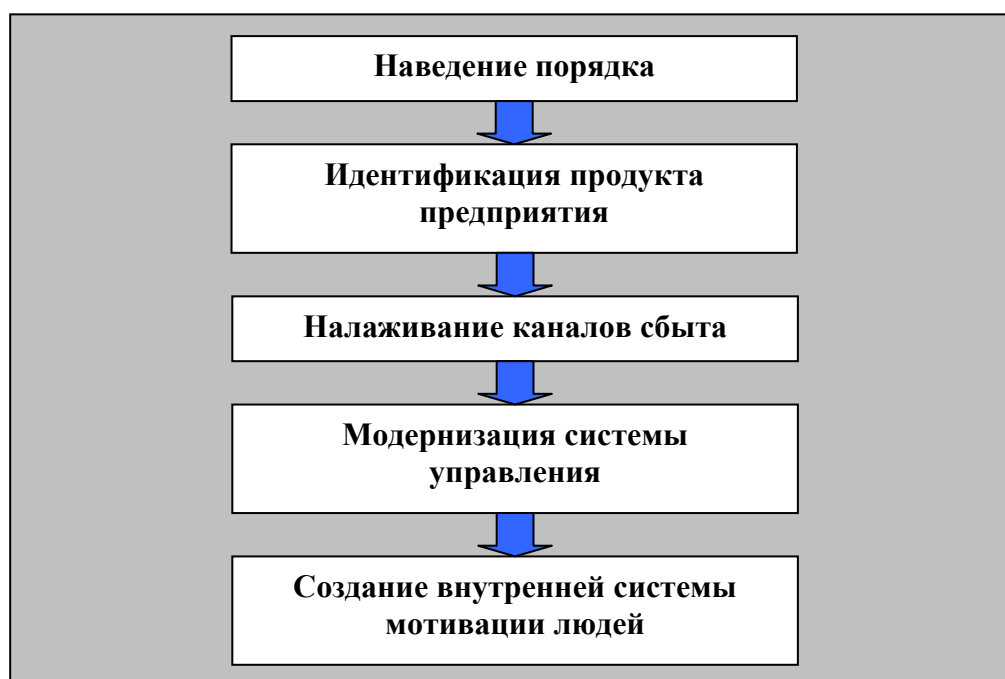 Наведение порядка
Идентификация продукта
предприятия
Налаживание каналов сбыта
Модернизация системы
управления
Создание внутренней системы
мотивации людей